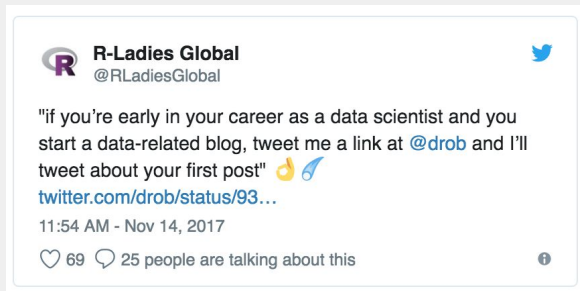 R-Ladies Global
@RLadiesGlobal
"if you’re early in your career as a data scientist and you
start a data-related blog, tweet me a link at @drob and I’ll
tweet about your first post" 👌☄️
twitter.com/drob/status/93…
11:54 AM - Nov 14, 2017
69 25 people are talking about this